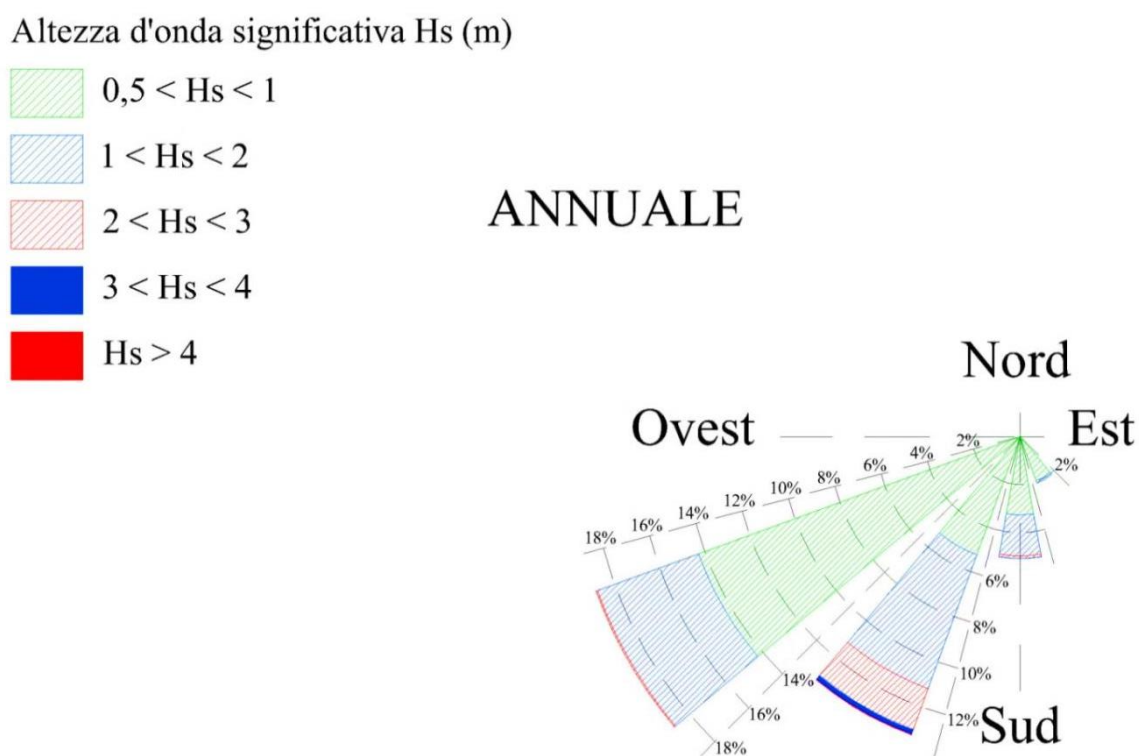 Altezza d'onda significativa Hs (m)
0,5 < Hs < 1
1 < Hs < 2
2 < Hs < 3
3 < Hs < 4
Hs > 4
ANNUALE
Nord
Ovest
Est
2%
4%
6%
8%
10%
12%
14%
16%
18%
2%
6%
8%
10%
12%
14%
16%
18%
Sud